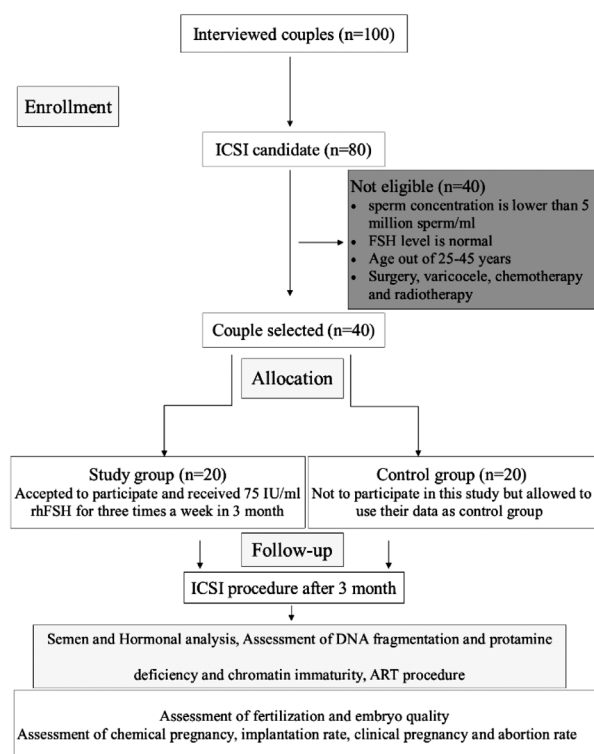 Interviewed couples (n=100)
Enrollment
ICSI candidate (n=80)
Not eligible (n=40)
• sperm concentration is lower than 5
million sperm/ml
• FSH level is normal
• Age out of 25-45 years
• Surgery, varicocele, chemotherapy
and radiotherapy
Couple selected (n=40)
Allocation
Study group (n=20)
Accepted to participate and received 75 IU/ml
rhFSH for three times a week in 3 month
Control group (n=20)
Not to participate in this study but allowed to
use their data as control group
Follow-up
ICSI procedure after 3 month
Semen and Hormonal analysis, Assessment of DNA fragmentation and protamine
deficiency and chromatin immaturity, ART procedure
Assessment of fertilization and embryo quality
Assessment of chemical pregnancy, implantation rate, clinical pregnancy and abortion rate